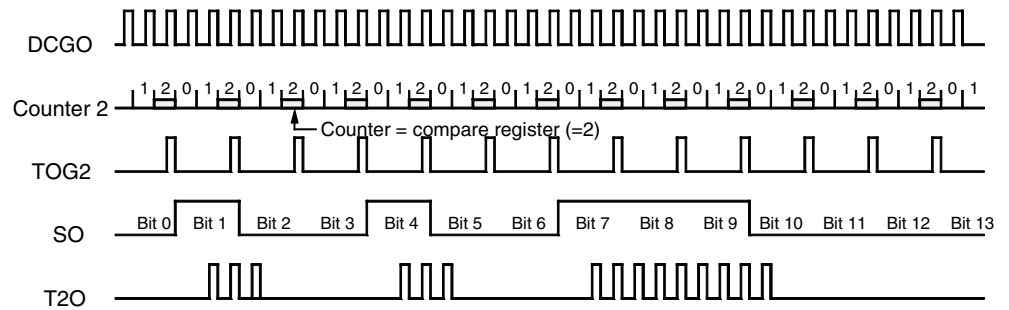 DCGO
Counter 2 1 2 0 1 2 0 1 2 0 1 2 0 1 2 0 1 2 0 1 2 0 1 2 0 1 2 0 1 2 0 1 2 0 1 2 0 1 2 0 1
Counter = compare register (=2)
TOG2
SO Bit 0 Bit 1 Bit 2 Bit 3 Bit 4 Bit 5 Bit 6 Bit 7 Bit 8 Bit 9 Bit 10 Bit 11 Bit 12 Bit 13
T2O